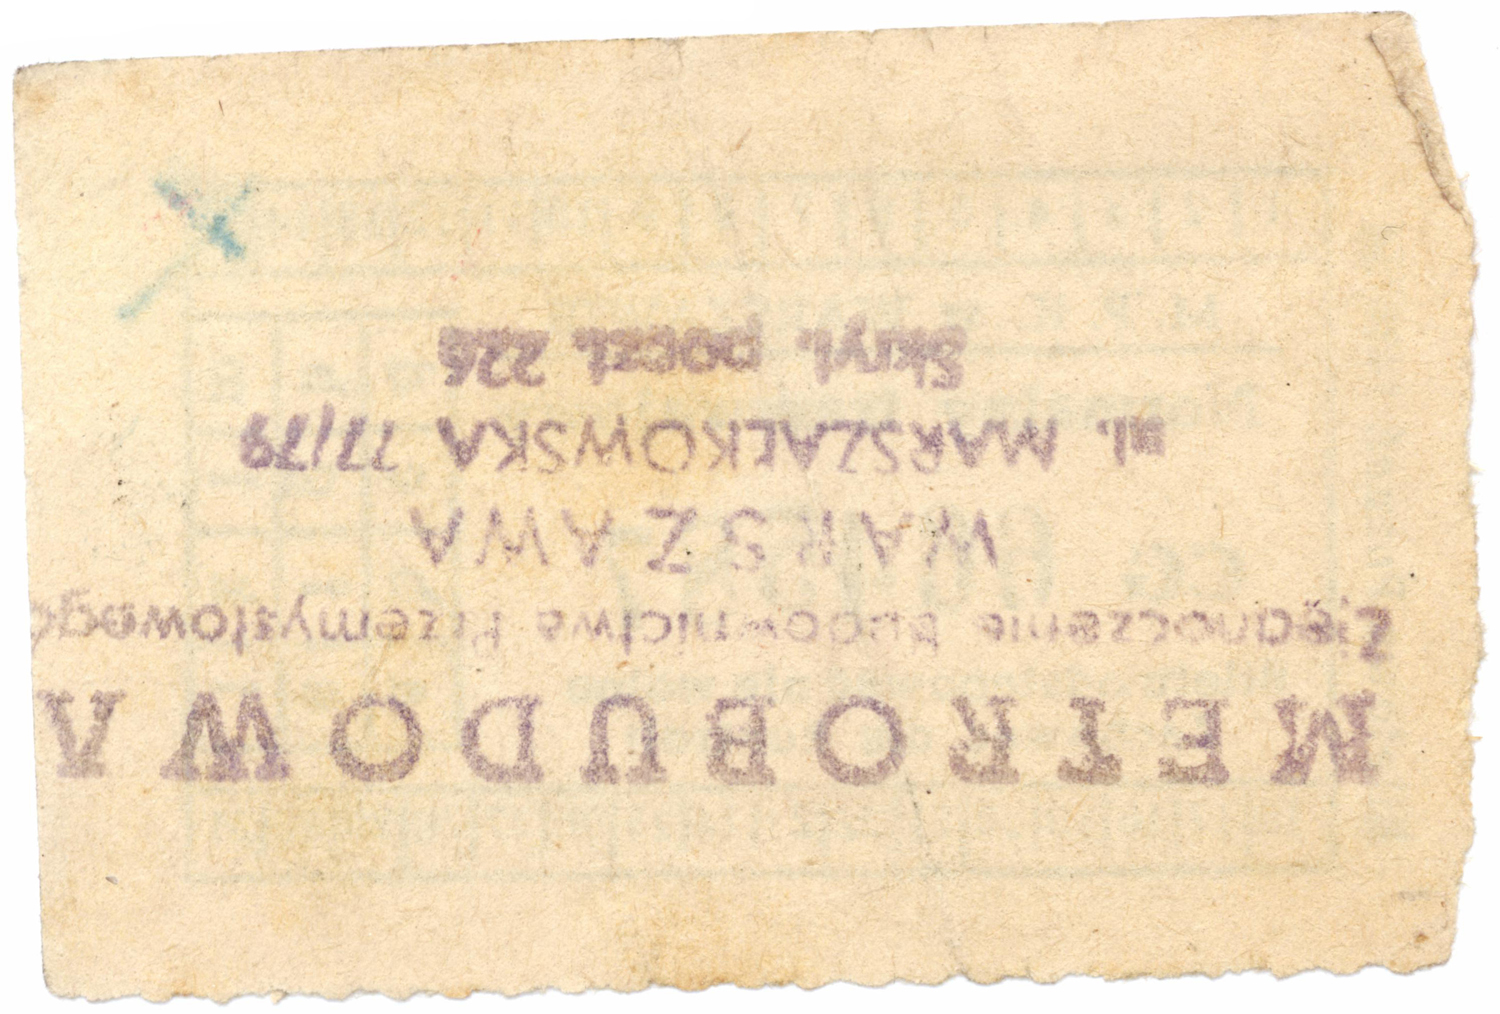 METROBUDOWA
Zjednoczenie Budownictwa Przemysłowego
WARSZAWA
ul. MARSZAŁKOWSKA 77/79
Skryt. poczt. 226